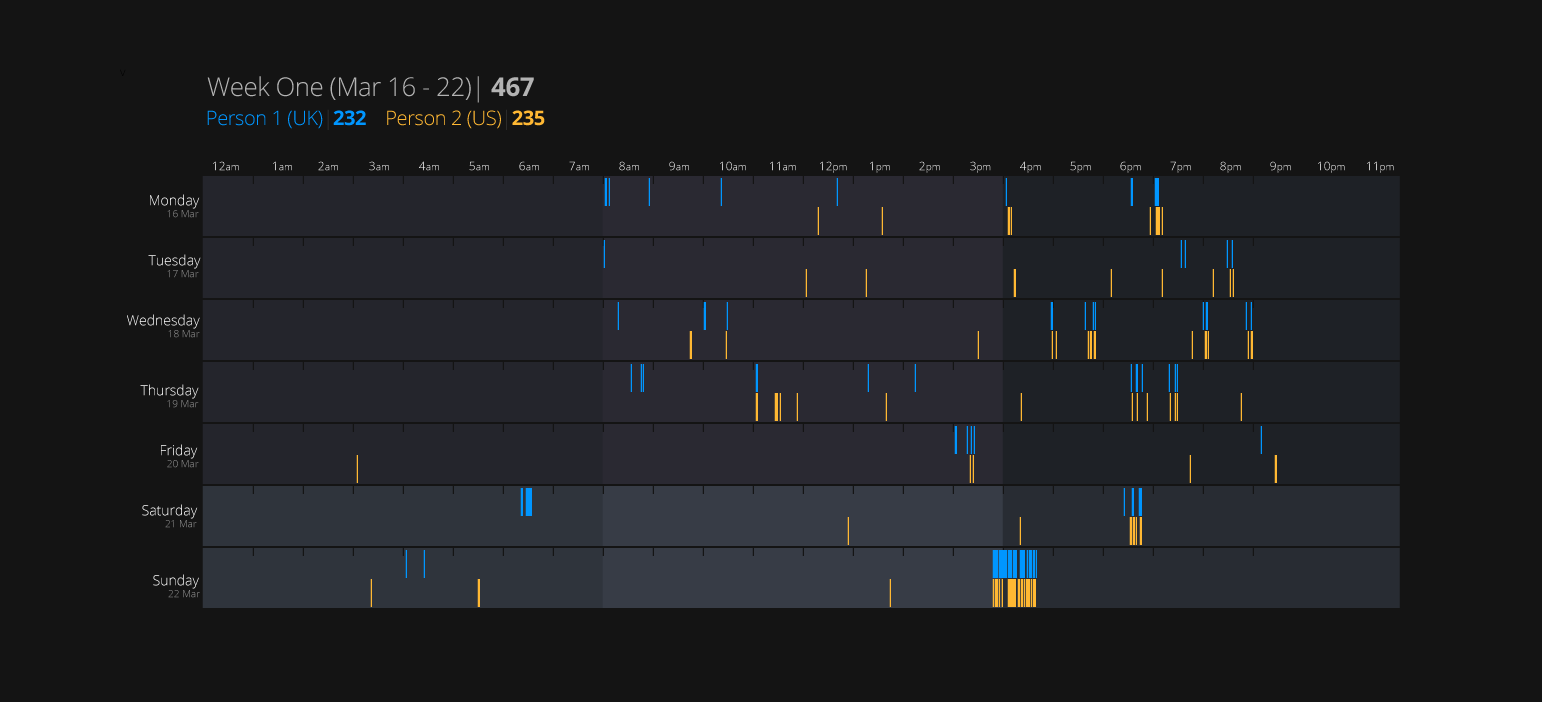 v
Week One (Mar 16 - 22)| 467
Person 1 (UK) | 232 Person 2 (US) | 235
12am 1am 2am 3am 4am 5am 6am 7am 8am 9am 10am 11am 12pm 1pm 2pm 3pm 4pm 5pm 6pm 7pm 8pm 9pm 10pm 11pm
Monday
16 Mar
Tuesday
17 Mar
Wednesday
18 Mar
Thursday
19 Mar
Friday
20 Mar
Saturday
21 Mar
Sunday
22 Mar